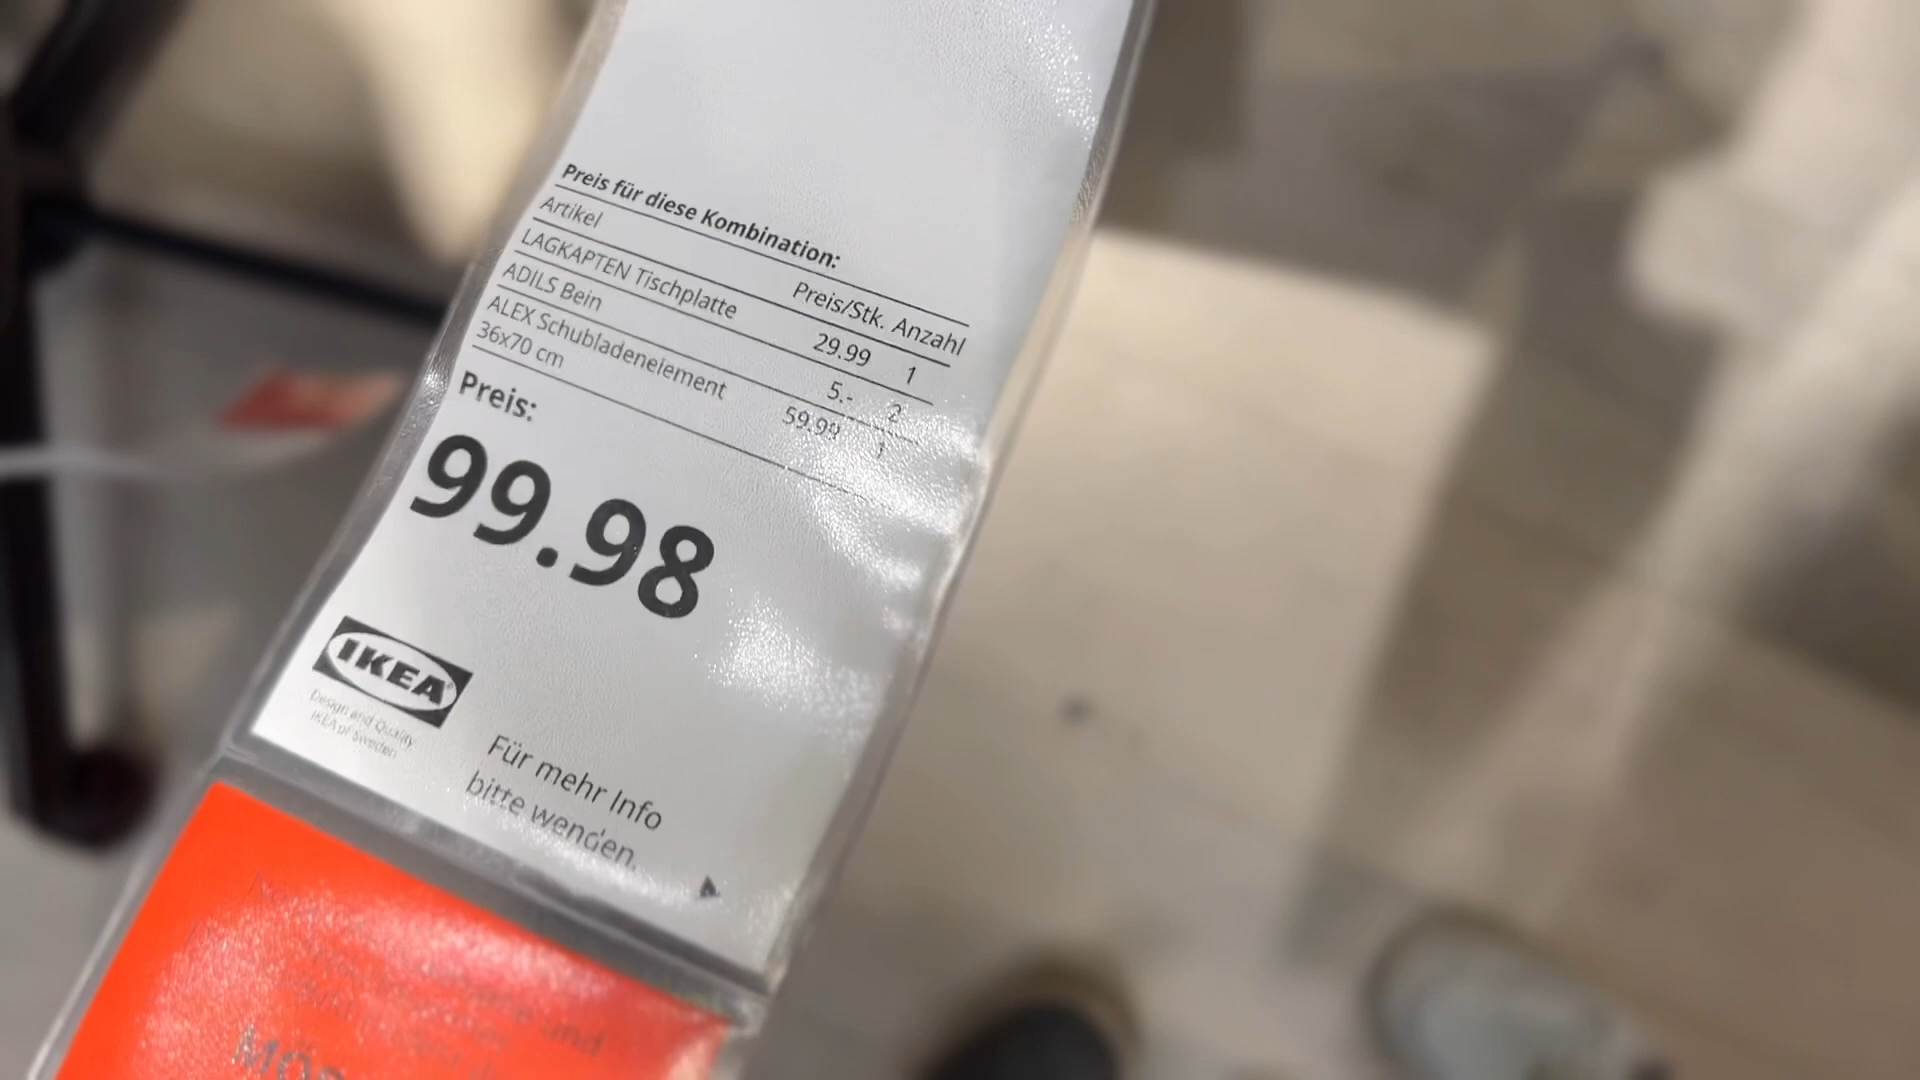 Preis für diese Kombination:
Artikel Preis/Stk. Anzahl
LAGKAPTEN Tischplatte 29.99 1
ADILS Bein 5.- 2
ALEX Schubladenelement 59.99 1
36x70 cm
Preis:
99.98
IKEA
Design and Quality
IKEA of Sweden
Für mehr Info
bitte wenden.